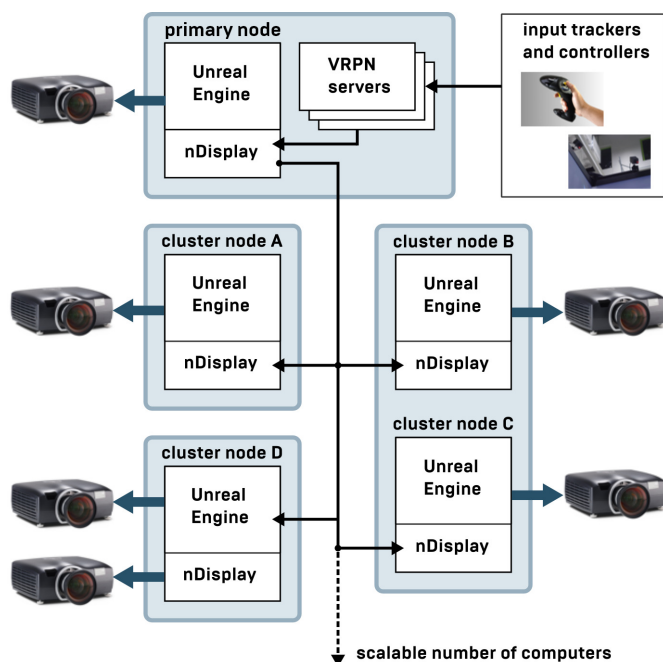 primary node
Unreal
Engine
nDisplay
VRPN
servers
input trackers
and controllers
cluster node A
Unreal
Engine
nDisplay
cluster node B
Unreal
Engine
nDisplay
cluster node D
Unreal
Engine
nDisplay
cluster node C
Unreal
Engine
nDisplay
scalable number of computers